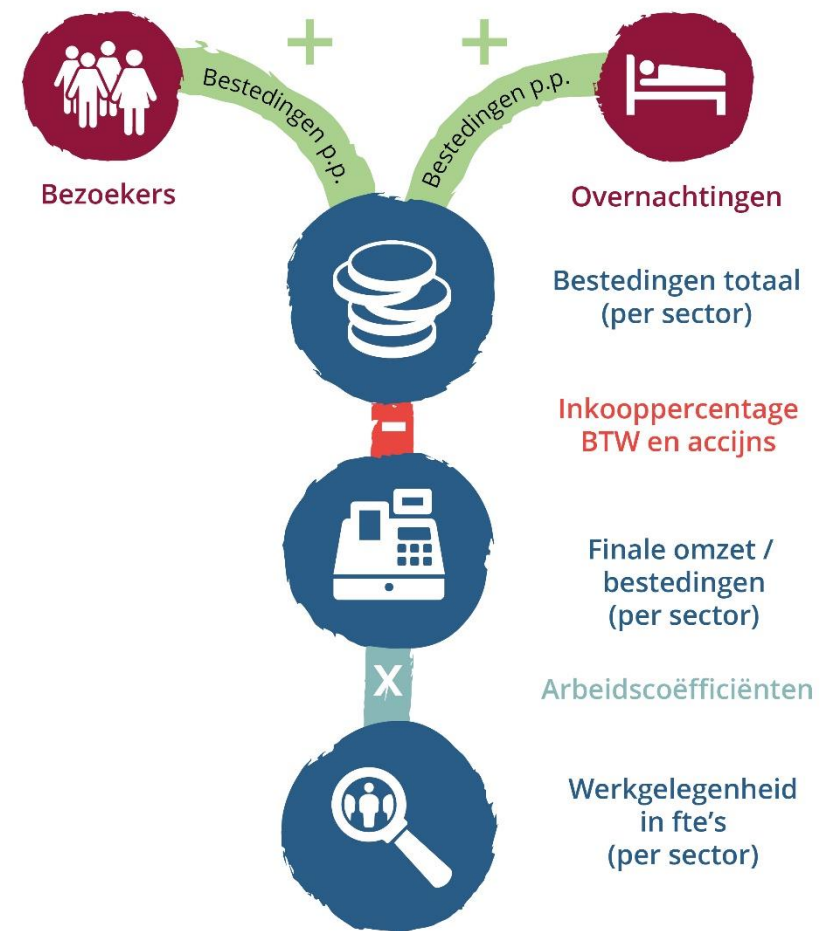 + +
Bestedingen p.p.
Bestedingen p.p.
Bezoekers
Overnachtingen
Bestedingen totaal
(per sector)
-
Inkooppercentage
BTW en accijns
Finale omzet /
bestedingen
(per sector)
X
Arbeidscoëfficiënten
Werkgelegenheid
in fte's
(per sector)